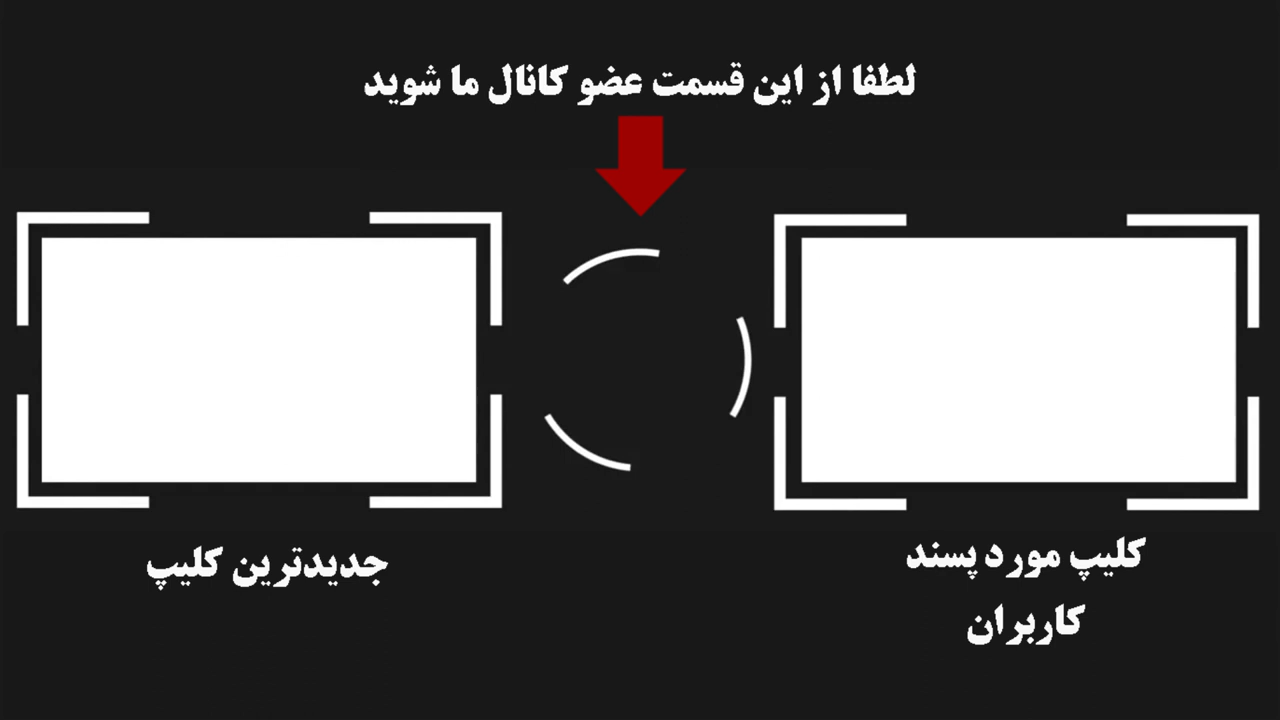 لطفا از این قسمت عضو کانال ما شوید
کلیپ مورد پسند
کاربران
جدیدترین کلیپ